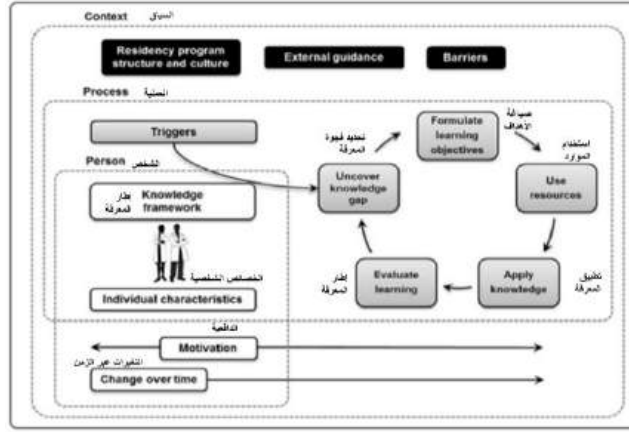 Context السياق
Residency program
structure and culture
External guidance
Barriers
Process العملية
Triggers
Person الشخص
Knowledge
framework
إطار
المعرفة
الخصائص الشخصية
Individual characteristics
تحديد فجوة
المعرفة
Uncover
knowledge
gap
Formulate
learning
objectives
صياغة
الأهداف
استخدام
الموارد
Use
resources
تطبيق
المعرفة
Apply
knowledge
Evaluate
learning
إطار
المعرفة
الدافعية
Motivation
التغيرات عبر الزمن
Change over time